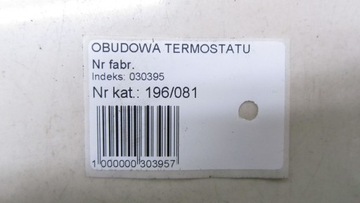 OBUDOWA TERMOSTATU
Nr fabr.
Indeks: 030395
Nr kat.: 196/081
1 000000 303957